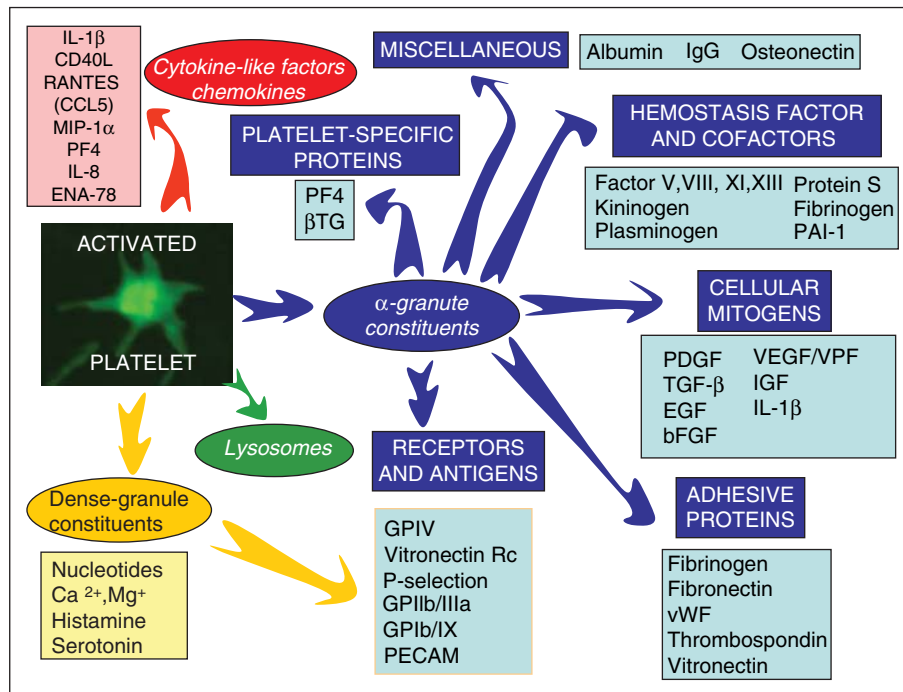 IL-1β
CD40L
RANTES
(CCL5)
MIP-1α
PF4
IL-8
ENA-78
Cytokine-like factors
chemokines
MISCELLANEOUS
Albumin IgG Osteonectin
PLATELET-SPECIFIC
PROTEINS
PF4
βTG
HEMOSTASIS FACTOR
AND COFACTORS
Factor V,VIII, XI,XIII
Kininogen
Plasminogen
Protein S
Fibrinogen
PAI-1
ACTIVATED
PLATELET
α-granute
constituents
CELLULAR
MITOGENS
PDGF
TGF-β
EGF
bFGF
VEGF/VPF
IGF
IL-1β
Lysosomes
RECEPTORS
AND ANTIGENS
GPIV
Vitronectin Rc
P-selection
GPIIb/IIIa
GPIb/IX
PECAM
ADHESIVE
PROTEINS
Fibrinogen
Fibronectin
vWF
Thrombospondin
Vitronectin
Dense-granule
constituents
Nucleotides
Ca 2+,Mg+
Histamine
Serotonin